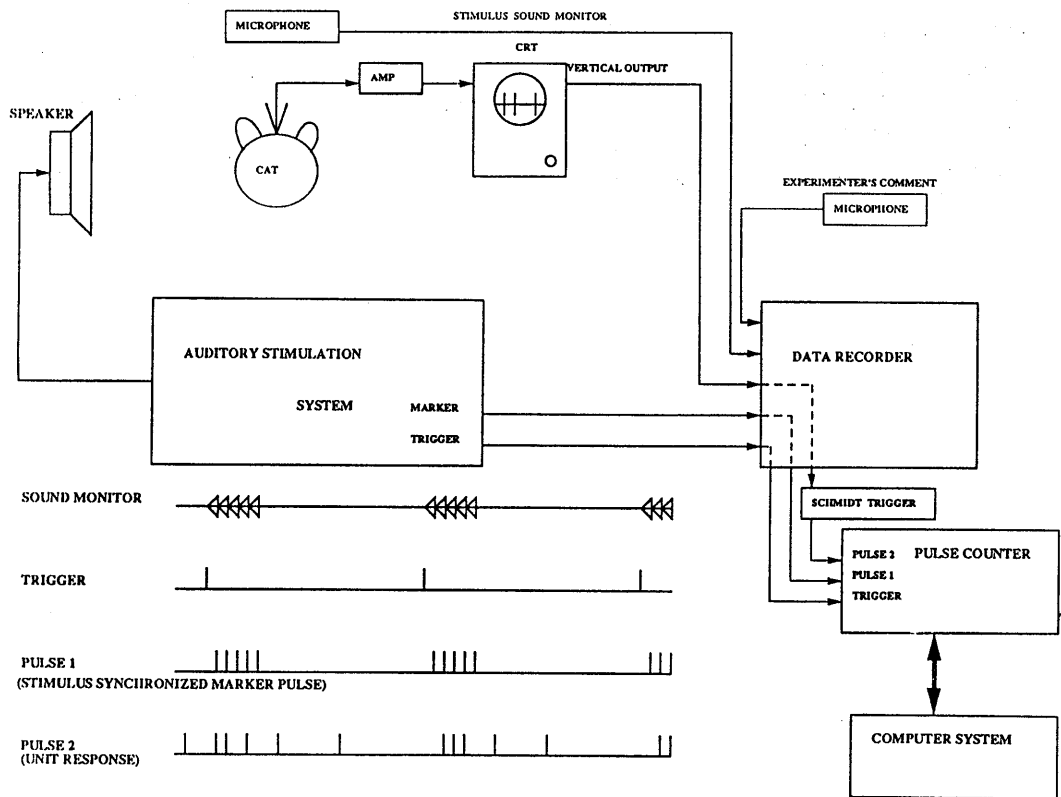 STIMULUS SOUND MONITOR
MICROPHONE
CRT
VERTICAL OUTPUT
AMP
SPEAKER
CAT
EXPERIMENTER'S COMMENT
MICROPHONE
AUDITORY STIMULATION
SYSTEM
MARKER
TRIGGER
DATA RECORDER
SOUND MONITOR
SCHMIDT TRIGGER
PULSE 2
PULSE COUNTER
PULSE 1
TRIGGER
TRIGGER
PULSE 1
(STIMULUS SYNCHRONIZED MARKER PULSE)
PULSE 2
(UNIT RESPONSE)
COMPUTER SYSTEM